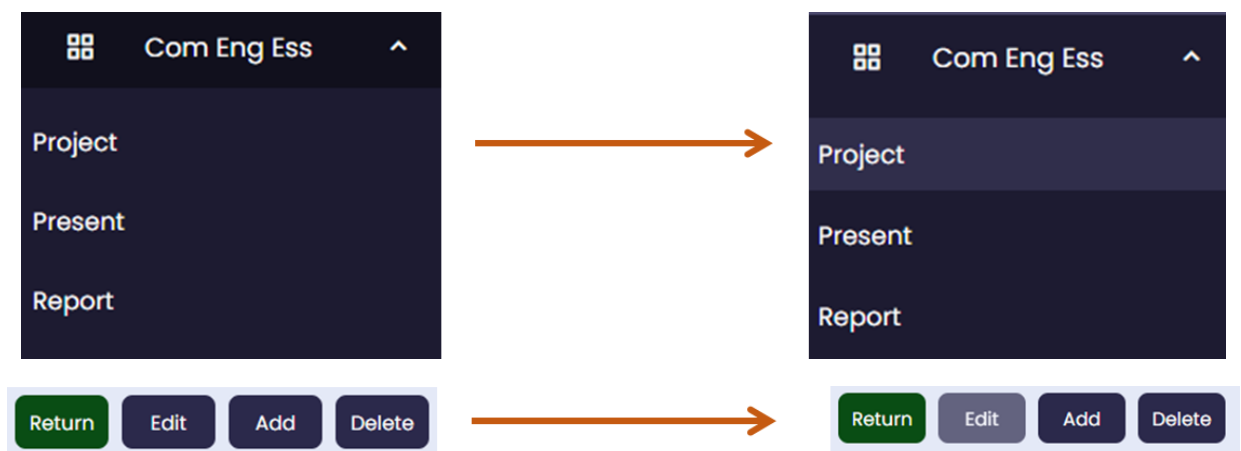 Com Eng Ess
Project
Present
Report
Com Eng Ess
Project
Present
Report
Return Edit Add Delete
Return Edit Add Delete